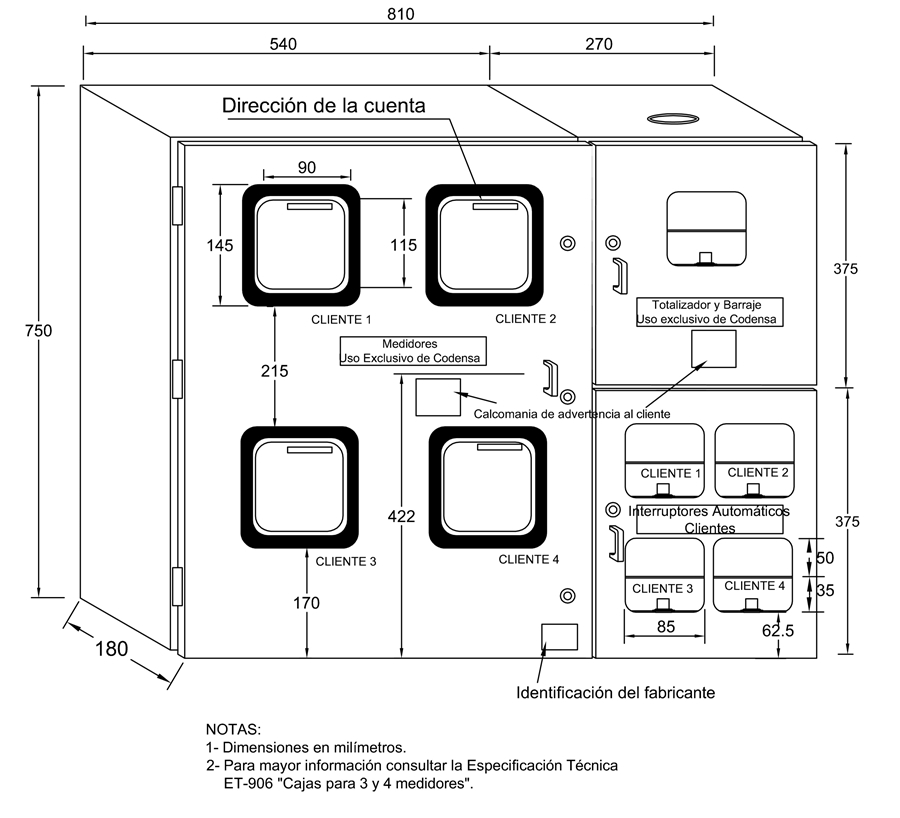 810
540
270
Dirección de la cuenta
90
145
115
CLIENTE 1
CLIENTE 2
375
750
Totalizador y Barraje
Uso exclusivo de Codensa
Medidores
Uso Exclusivo de Codensa
215
Calcomania de advertencia al cliente
CLIENTE 1
CLIENTE 2
422
Interruptores Automáticos
Clientes
375
CLIENTE 3
CLIENTE 4
50
CLIENTE 3
CLIENTE 4
35
170
85
62.5
180
Identificación del fabricante
NOTAS:
1- Dimensiones en milímetros.
2- Para mayor información consultar la Especificación Técnica
ET-906 "Cajas para 3 y 4 medidores".